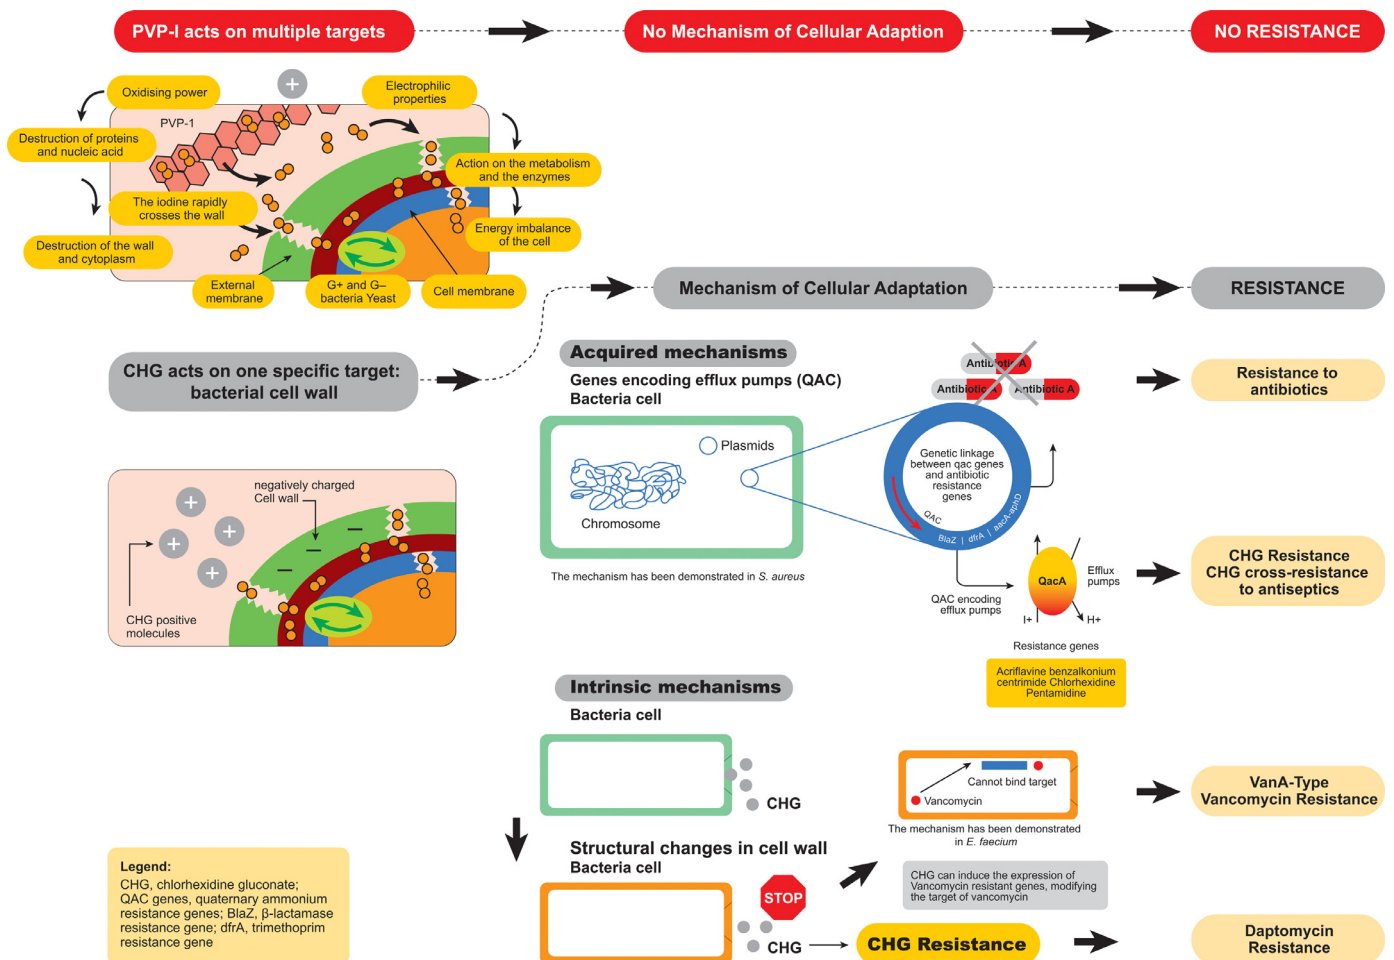 PVP-I acts on multiple targets
No Mechanism of Cellular Adaption
NO RESISTANCE
Oxidising power
Electrophilic
properties
PVP-1
Destruction of proteins
and nucleic acid
Action on the metabolism
and the enzymes
The iodine rapidly
crosses the wall
Energy imbalance
of the cell
Destruction of the wall
and cytoplasm
External
membrane
G+ and G–
bacteria Yeast
Cell membrane
Mechanism of Cellular Adaptation
RESISTANCE
CHG acts on one specific target:
bacterial cell wall
Acquired mechanisms
Genes encoding efflux pumps (QAC)
Bacteria cell
Plasmids
Chromosome
The mechanism has been demonstrated in S. aureus
Antibiotic A
Antibiotic A
Antibiotic A
Genetic linkage
between qac genes
and antibiotic
resistance
genes
QAC
BlaZ | dfrA | aacA-aphD
QAC encoding
efflux pumps
QacA
Efflux
pumps
I+
H+
Resistance genes
Acriflavine benzalkonium
centrimide Chlorhexidine
Pentamidine
Resistance to
antibiotics
CHG Resistance
CHG cross-resistance
to antiseptics
negatively charged
Cell wall
CHG positive
molecules
Intrinsic mechanisms
Bacteria cell
CHG
Structural changes in cell wall
Bacteria cell
STOP
CHG
CHG Resistance
Cannot bind target
Vancomycin
The mechanism has been demonstrated
in E. faecium
CHG can induce the expression of
Vancomycin resistant genes, modifying
the target of vancomycin
VanA-Type
Vancomycin Resistance
Daptomycin
Resistance
Legend:
CHG, chlorhexidine gluconate;
QAC genes, quaternary ammonium
resistance genes; BlaZ, β-lactamase
resistance gene; dfrA, trimethoprim
resistance gene